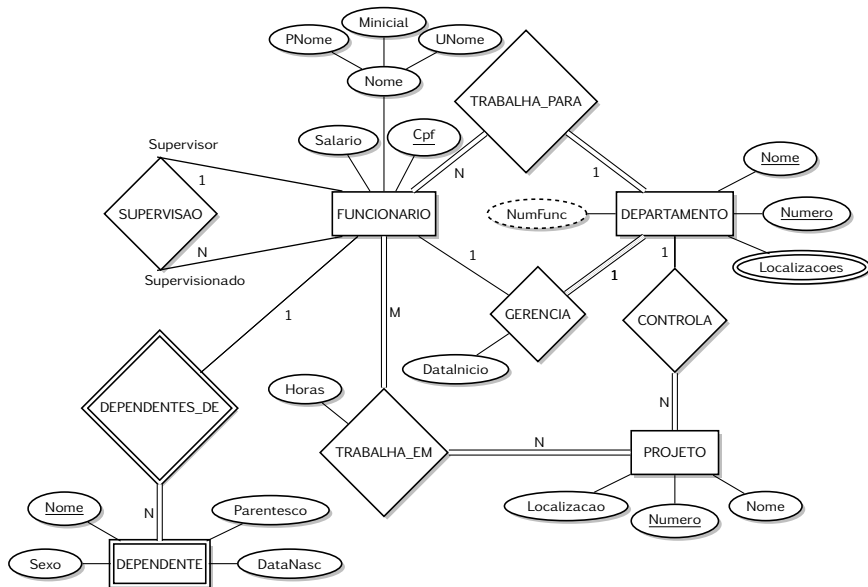 Minicial
PNome
UNome
Nome
TRABALHA_PARA
Supervisor
Salario
Cpf
Nome
N
1
1
SUPERVISAO
FUNCIONARIO
NumFunc
DEPARTAMENTO
Numero
N
1
1
1
Localizacoes
Supervisionado
1
M
GERENCIA
CONTROLA
DataInicio
Horas
DEPENDENTES_DE
N
N
TRABALHA_EM
PROJETO
Nome
Parentesco
Localizacao
Nome
N
Numero
Sexo
DEPENDENTE
DataNasc